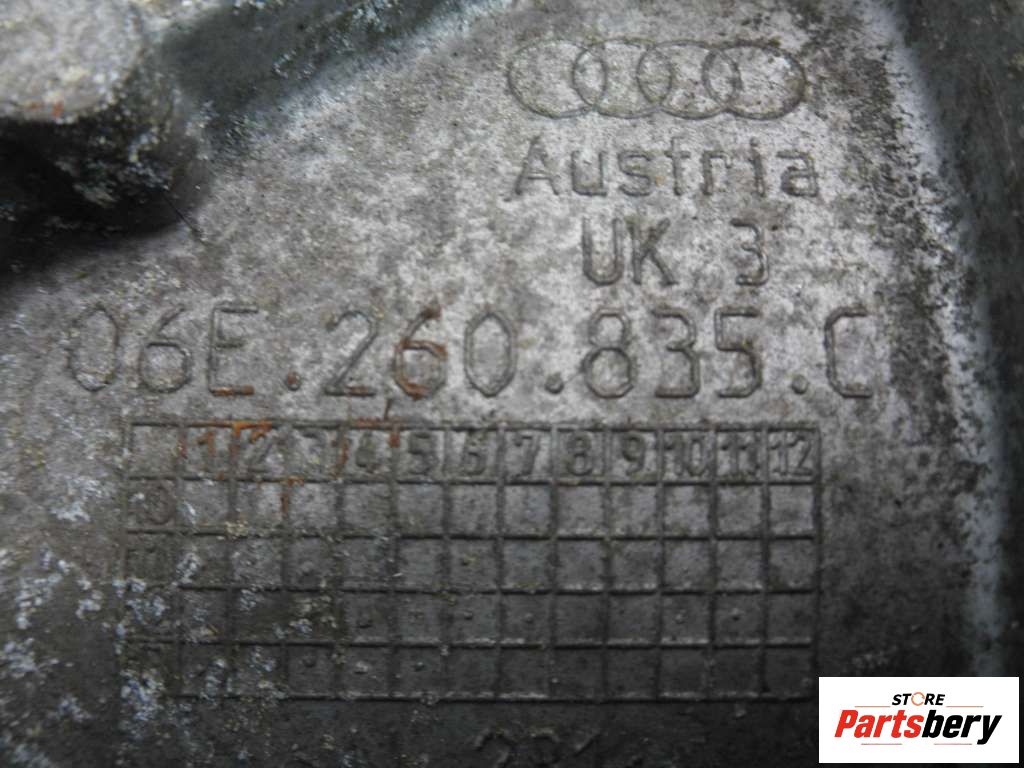 Austria
UK 3
06E.260.835.C
1 2 3 4 5 6 7 8 9 10 11 12
STORE
Partsbery